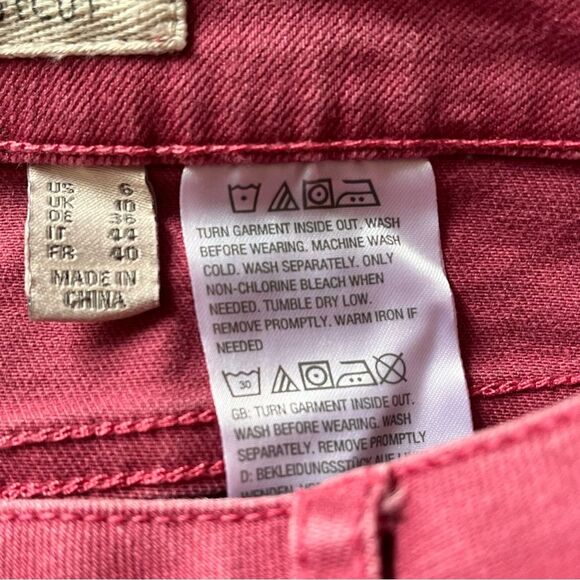 US 6
UK 10
DE 36
IT 44
FR 40
MADE IN
CHINA
TURN GARMENT INSIDE OUT. WASH
BEFORE WEARING. MACHINE WASH
COLD. WASH SEPARATELY. ONLY
NON-CHLORINE BLEACH WHEN
NEEDED. TUMBLE DRY LOW.
REMOVE PROMPTLY. WARM IRON IF
NEEDED
30
GB: TURN GARMENT INSIDE OUT.
WASH BEFORE WEARING. WASH
SEPARATELY. REMOVE PROMPTLY
D: BEKLEIDUNGSSTÜCK AUF
WENDEN.